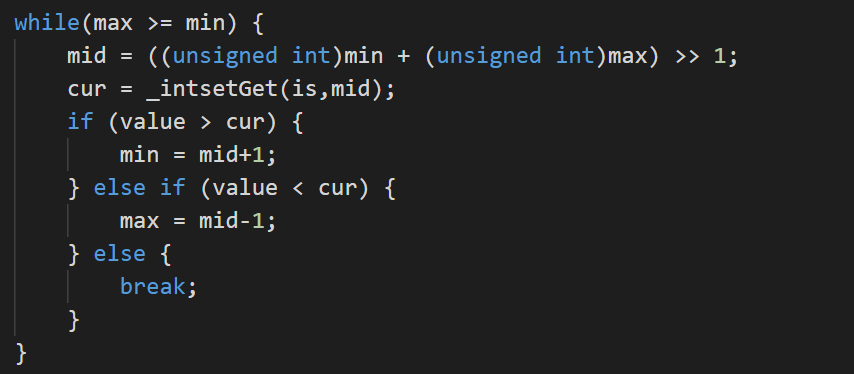 while(max >= min) {
    mid = ((unsigned int)min + (unsigned int)max) >> 1;
    cur = _intsetGet(is,mid);
    if (value > cur) {
        min = mid+1;
    } else if (value < cur) {
        max = mid-1;
    } else {
        break;
    }
}